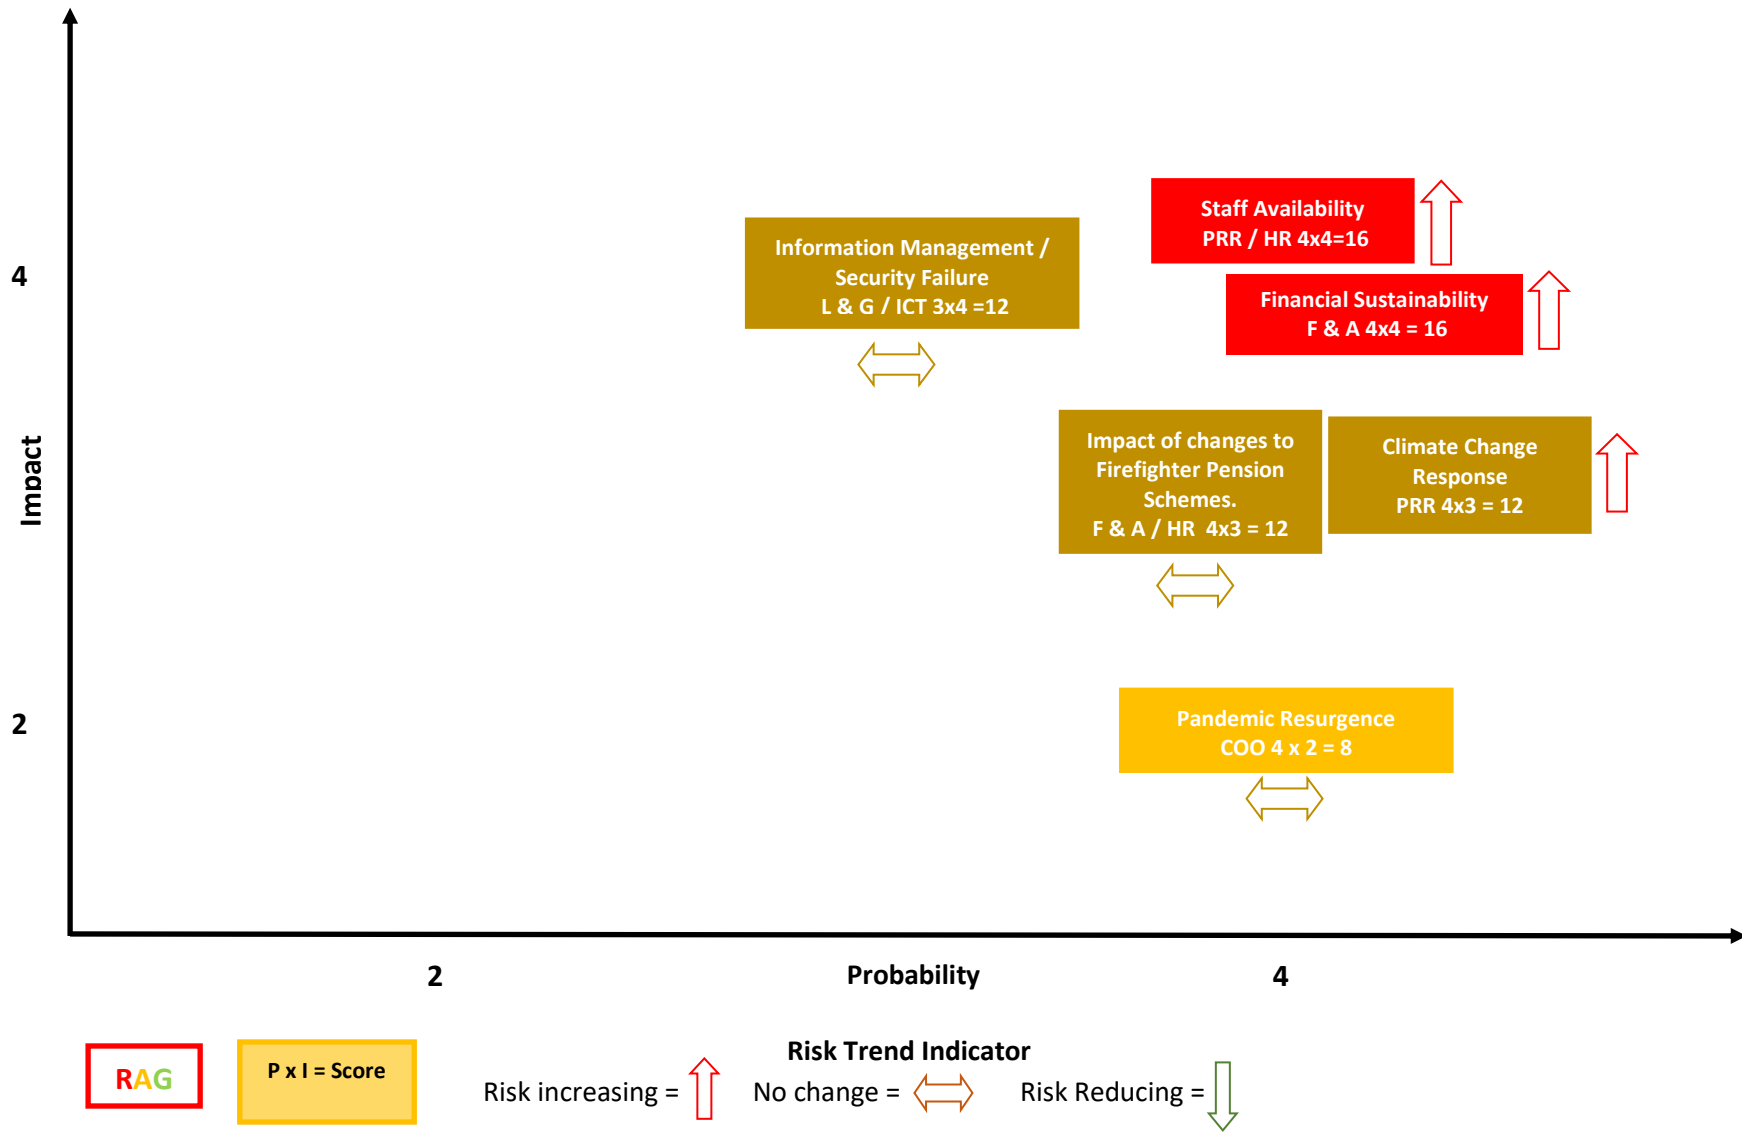 Staff Availability
PRR / HR 4x4=16
Information Management /
Security Failure
L & G / ICT 3x4 =12
4
Financial Sustainability
F & A 4x4 = 16
Impact
Impact of changes to
Firefighter Pension
Schemes.
F & A / HR  4x3 = 12
Climate Change
Response
PRR 4x3 = 12
2
Pandemic Resurgence
COO 4 x 2 = 8
2
Probability
4
RAG
P x I = Score
Risk Trend Indicator
Risk increasing =
No change =
Risk Reducing =